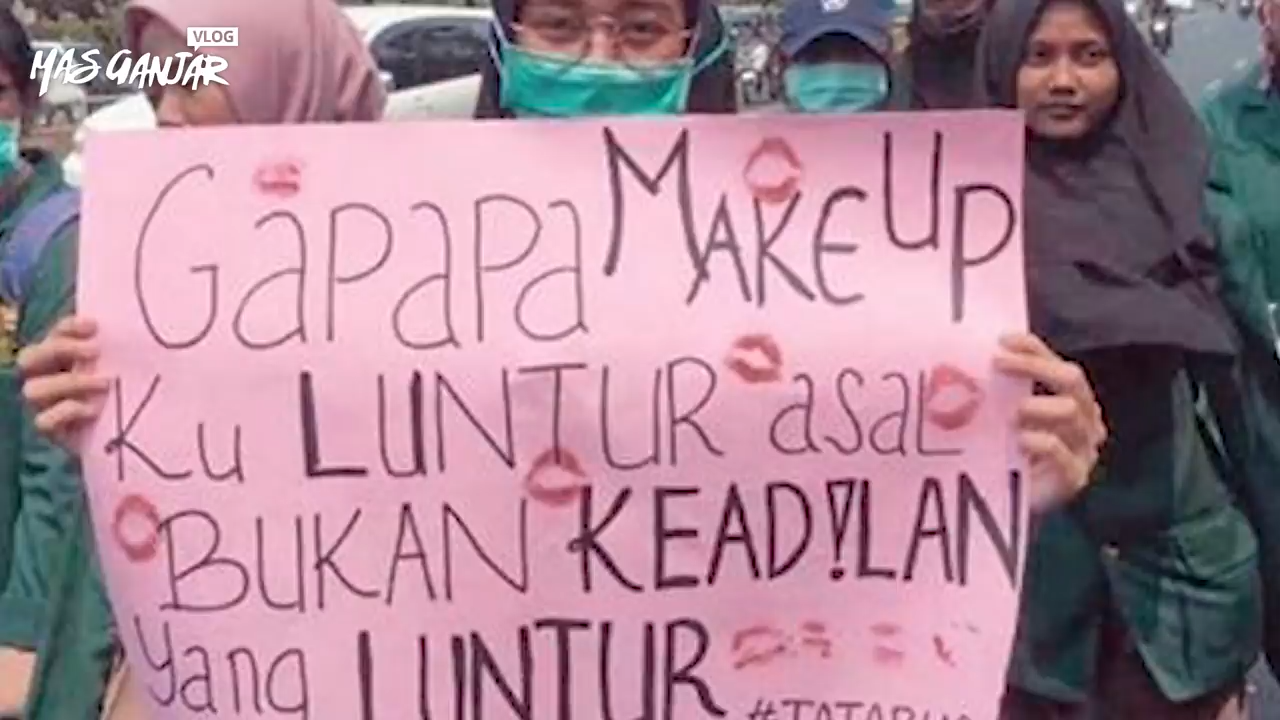 VLOG
MAS GANJAR
GAPAPA MAKEUP
Ku LUNTUR asal
BUKAN KEAD!LAN
Yang LUNTUR